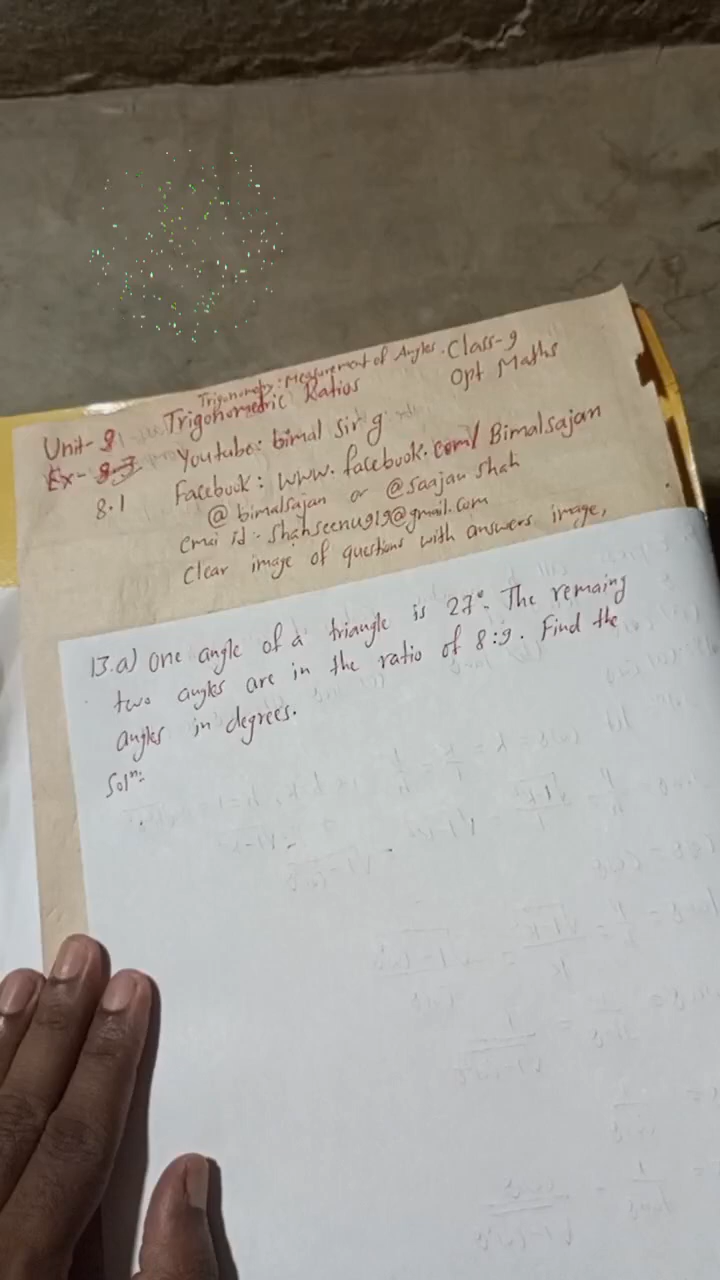 Trigonometry: Measurement of Angles. Class-9
Unit-9 Trigonometric Ratios Opt Maths
Ex-
8.1
Youtube: bimal sir g
Facebook: www.facebook.com/Bimalsajan
@bimalsajan or @saajan shah
emai id: shahseenu919@gmail.com
Clear image of questions with answers image,
13.a) One angle of a triangle is 27°. The remaing
two angles are in the ratio of 8:9. Find the
angles in degrees.
Solⁿ: